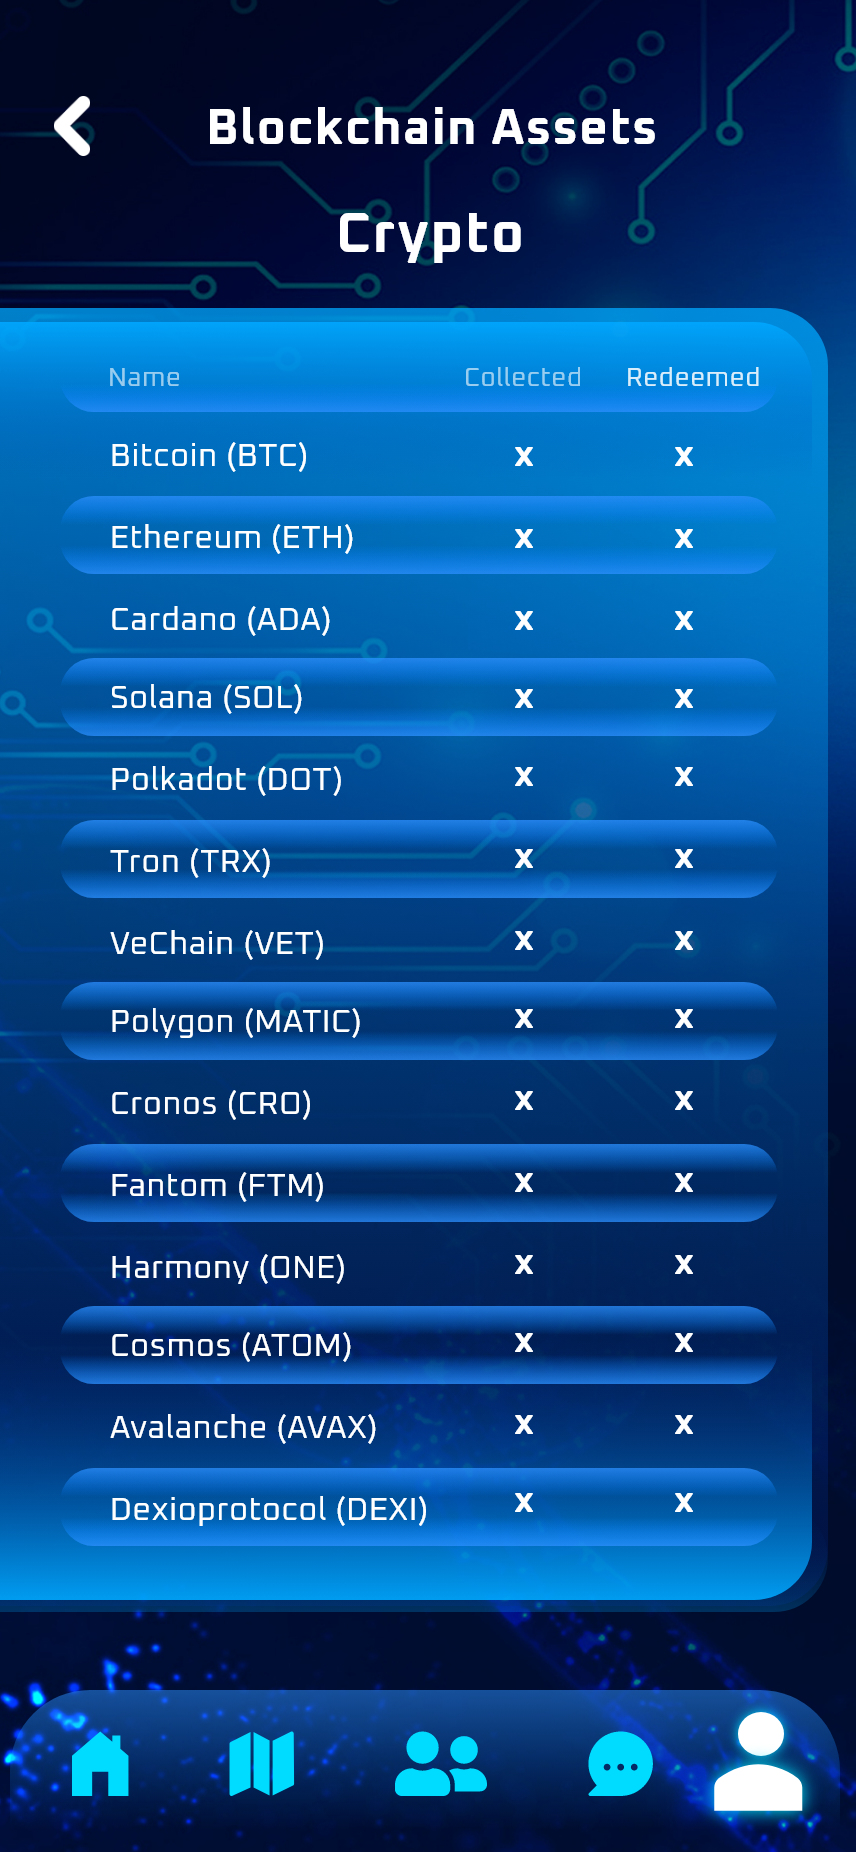 Blockchain Assets
Crypto
Name Collected Redeemed
Bitcoin (BTC) x x
Ethereum (ETH) x x
Cardano (ADA) x x
Solana (SOL) x x
Polkadot (DOT) x x
Tron (TRX) x x
VeChain (VET) x x
Polygon (MATIC) x x
Cronos (CRO) x x
Fantom (FTM) x x
Harmony (ONE) x x
Cosmos (ATOM) x x
Avalanche (AVAX) x x
Dexioprotocol (DEXI) x x